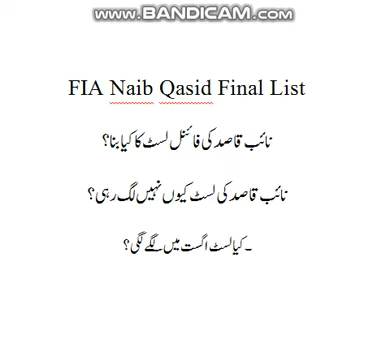 www.BANDICAM.com
FIA Naib Qasid Final List
نائب قاصد کی فائنل لسٹ کا کیا بنا؟
نائب قاصد کی لسٹ کیوں نہیں لگ رہی؟
۔ کیا لسٹ اگست میں لگے لگی؟